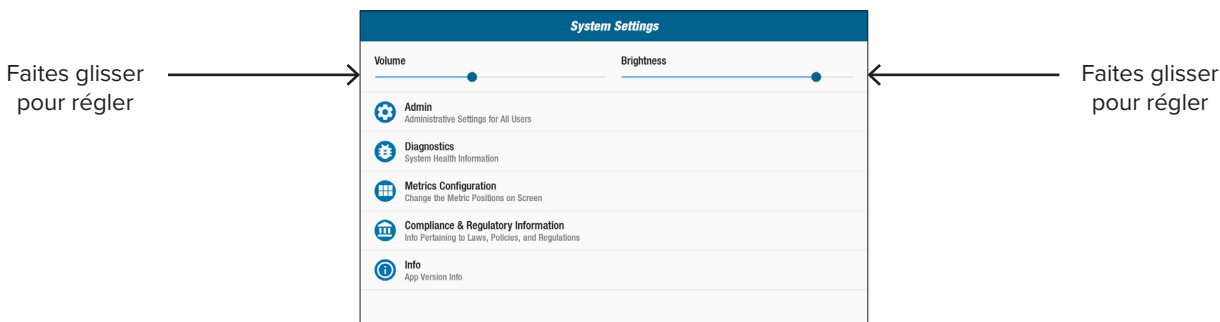 System Settings
Volume
Brightness
Faites glisser
pour régler
Faites glisser
pour régler
Admin
Administrative Settings for All Users
Diagnostics
System Health Information
Metrics Configuration
Change the Metric Positions on Screen
Compliance & Regulatory Information
Info Pertaining to Laws, Policies, and Regulations
Info
App Version Info